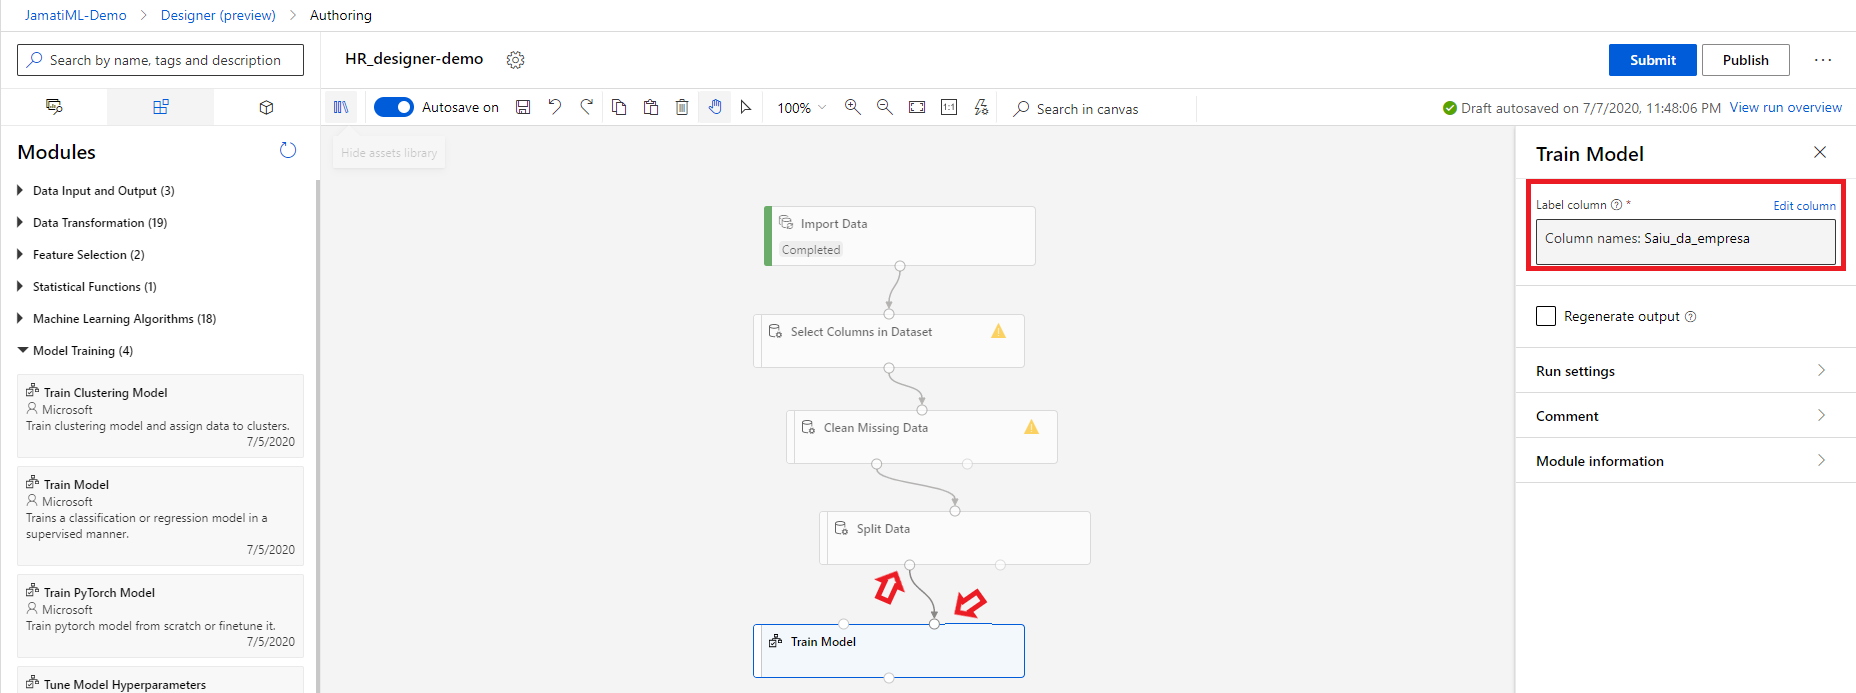 JamatiML-Demo > Designer (preview) > Authoring
Search by name, tags and description
HR_designer-demo
Submit
Publish
Autosave on
100%
1:1
Search in canvas
Draft autosaved on 7/7/2020, 11:48:06 PM
View run overview
Hide assets library
Modules
Data Input and Output (3)
Data Transformation (19)
Feature Selection (2)
Statistical Functions (1)
Machine Learning Algorithms (18)
Model Training (4)
Train Clustering Model
Microsoft
Train clustering model and assign data to clusters.
7/5/2020
Train Model
Microsoft
Trains a classification or regression model in a
supervised manner.
7/5/2020
Train PyTorch Model
Microsoft
Train pytorch model from scratch or finetune it.
7/5/2020
Tune Model Hyperparameters
Import Data
Completed
Select Columns in Dataset
Clean Missing Data
Split Data
Train Model
Train Model
Label column *
Edit column
Column names: Saiu_da_empresa
Regenerate output
Run settings
Comment
Module information